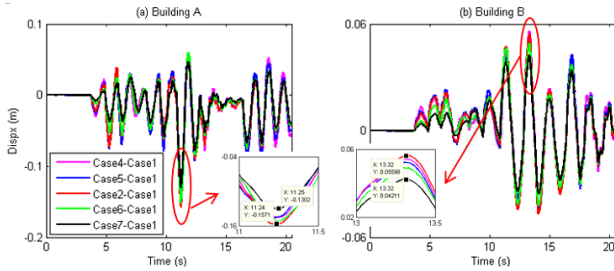 (a) Building A
(b) Building B
0.1
0
-0.1
-0.2
Dispx (m)
Case4-Case1
Case5-Case1
Case2-Case1
Case6-Case1
Case7-Case1
-0.04
-0.16
11
11.5
X: 11.25
Y: -0.1302
X: 11.24
Y: -0.1571
0 5 10 15 20
Time (s)
0.06
0
-0.06
0.06
0.02
13
13.5
X: 13.32
Y: 0.05598
X: 13.32
Y: 0.04211
0 5 10 15 20
Time (s)